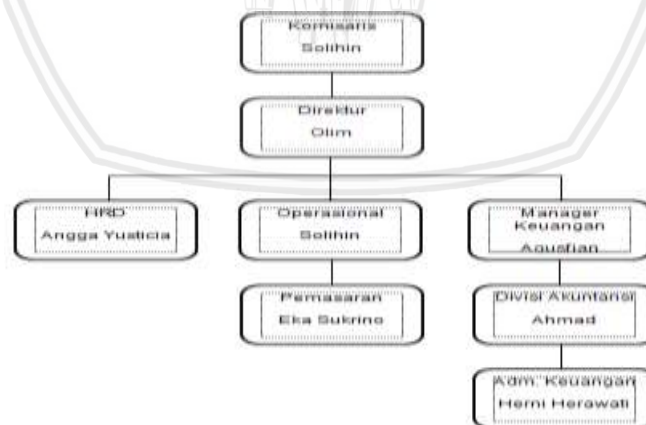 Komisaris
Solihin
Direktur
Olim
HRD
Angga Yusticia
Operasional
Solihin
Manager
Keuangan
Agustian
Pemasaran
Eka Sukrino
Divisi Akuntansi
Ahmad
Adm. Keuangan
Herni Herawati